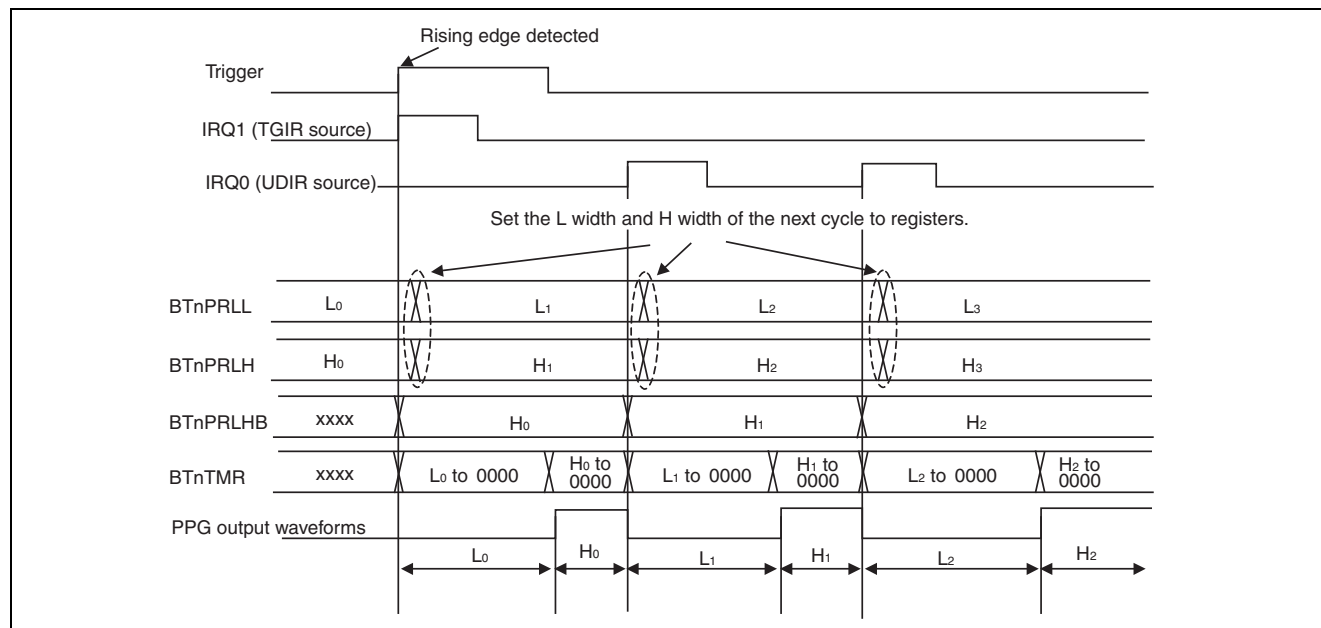 Rising edge detected
Trigger
IRQ1 (TGIR source)
IRQ0 (UDIR source)
Set the L width and H width of the next cycle to registers.
BTnPRLL L0 L1 L2 L3
BTnPRLH H0 H1 H2 H3
BTnPRLHB xxxx H0 H1 H2
BTnTMR xxxx L0 to 0000 H0 to 0000 L1 to 0000 H1 to 0000 L2 to 0000 H2 to 0000
PPG output waveforms
L0 H0 L1 H1 L2 H2